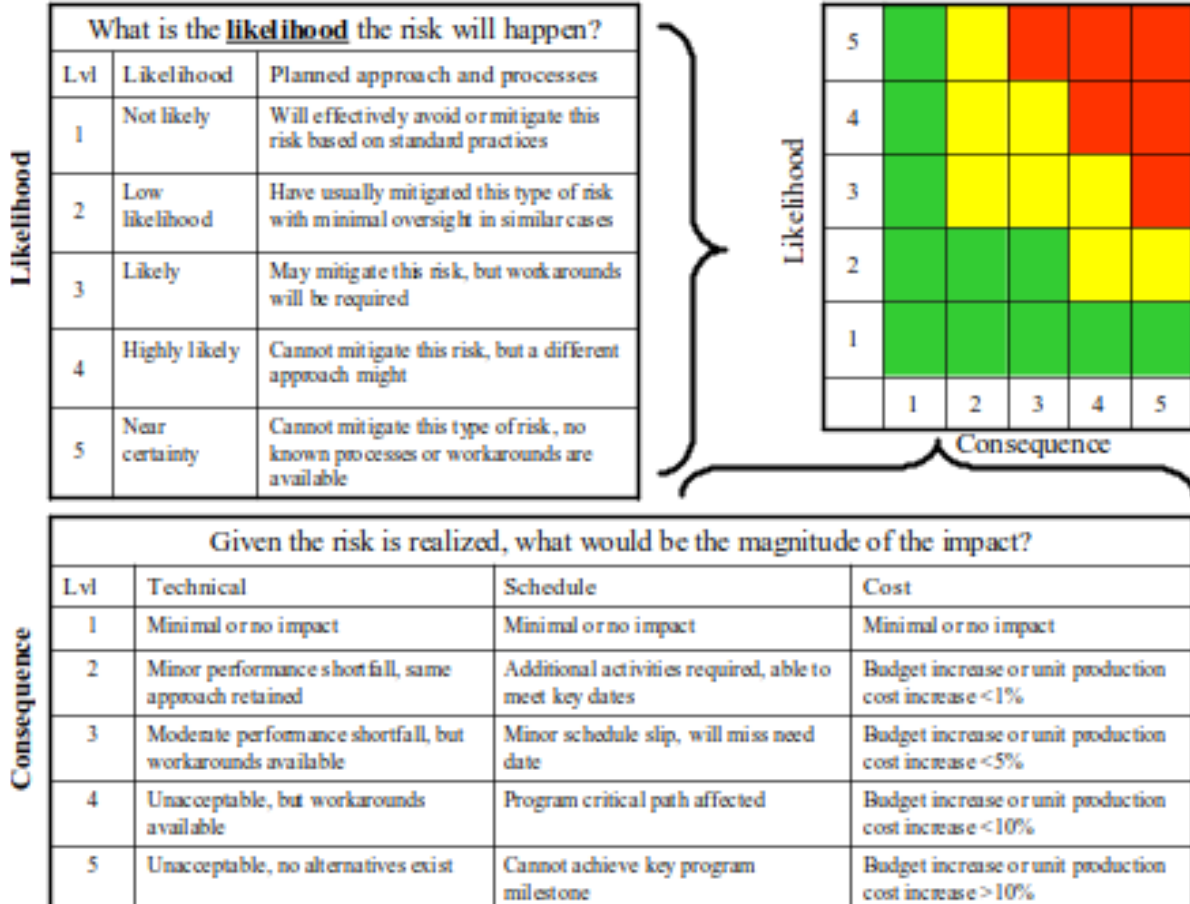 What is the likelihood the risk will happen?
Lvl Likelihood Planned approach and processes
1 Not likely Will effectively avoid or mitigate this
risk based on standard practices
2 Low
likelihood Have usually mitigated this type of risk
with minimal oversight in similar cases
3 Likely May mitigate this risk, but workarounds
will be required
4 Highly likely Cannot mitigate this risk, but a different
approach might
5 Near
certainty Cannot mitigate this type of risk, no
known processes or workarounds are
available
Likelihood
Likelihood
5
4
3
2
1
1 2 3 4 5
Consequence
Given the risk is realized, what would be the magnitude of the impact?
Lvl Technical Schedule Cost
1 Minimal or no impact Minimal or no impact Minimal or no impact
2 Minor performance shortfall, same Additional activities required, able to Budget increase or unit production
approach retained meet key dates cost increase <1%
3 Moderate performance shortfall, but Minor schedule slip, will miss need Budget increase or unit production
workarounds available date cost increase <5%
4 Unacceptable, but workarounds Program critical path affected Budget increase or unit production
available cost increase <10%
5 Unacceptable, no alternatives exist Cannot achieve key program Budget increase or unit production
milestone cost increase >10%
Consequence